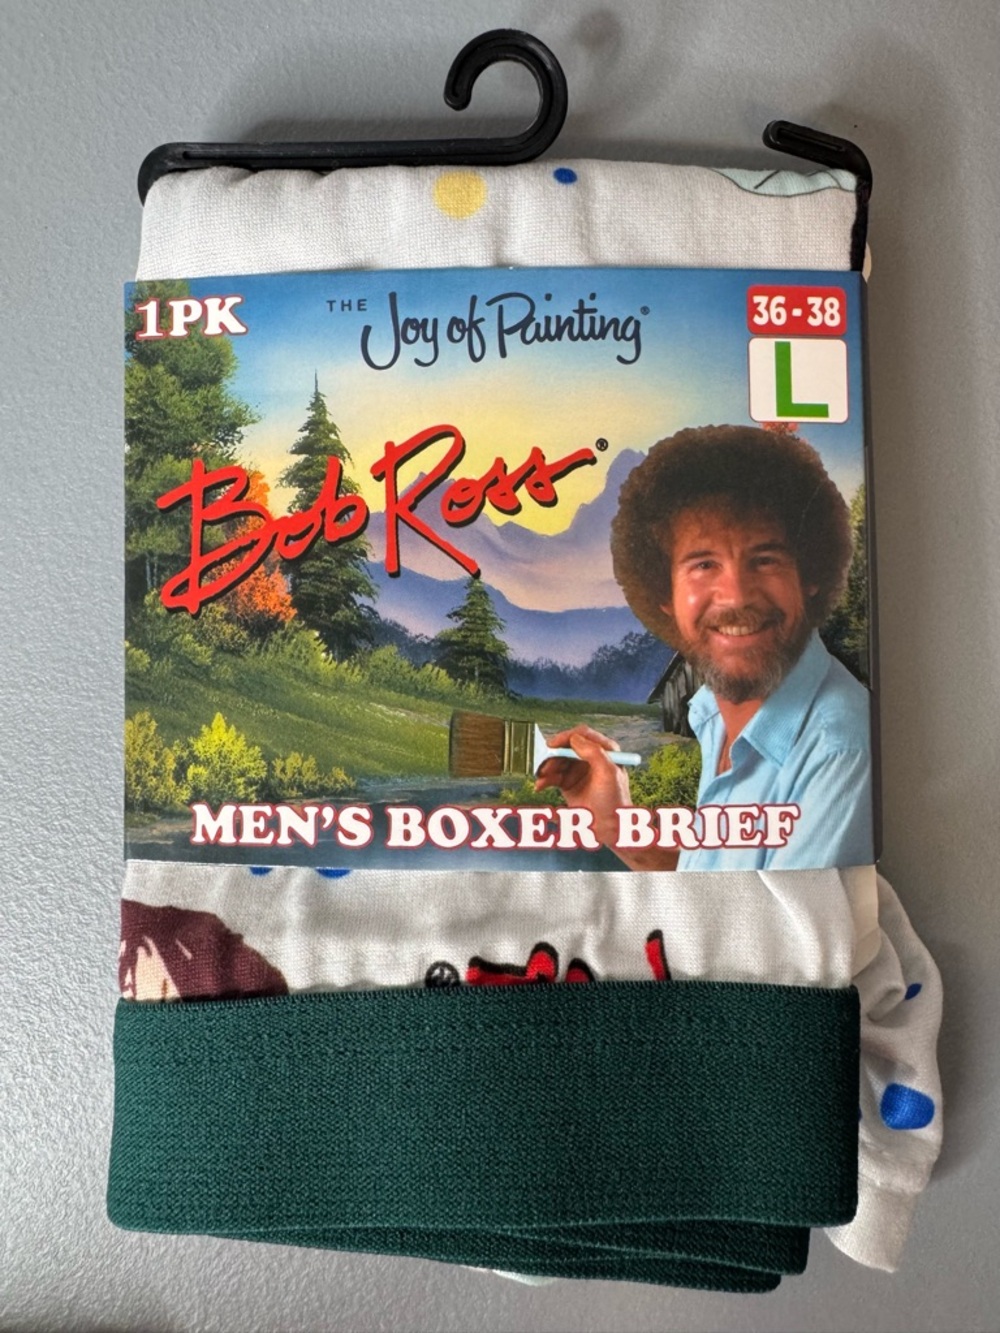 1PK
THE Joy of Painting®
36-38
L
Bob Ross®
MEN'S BOXER BRIEF